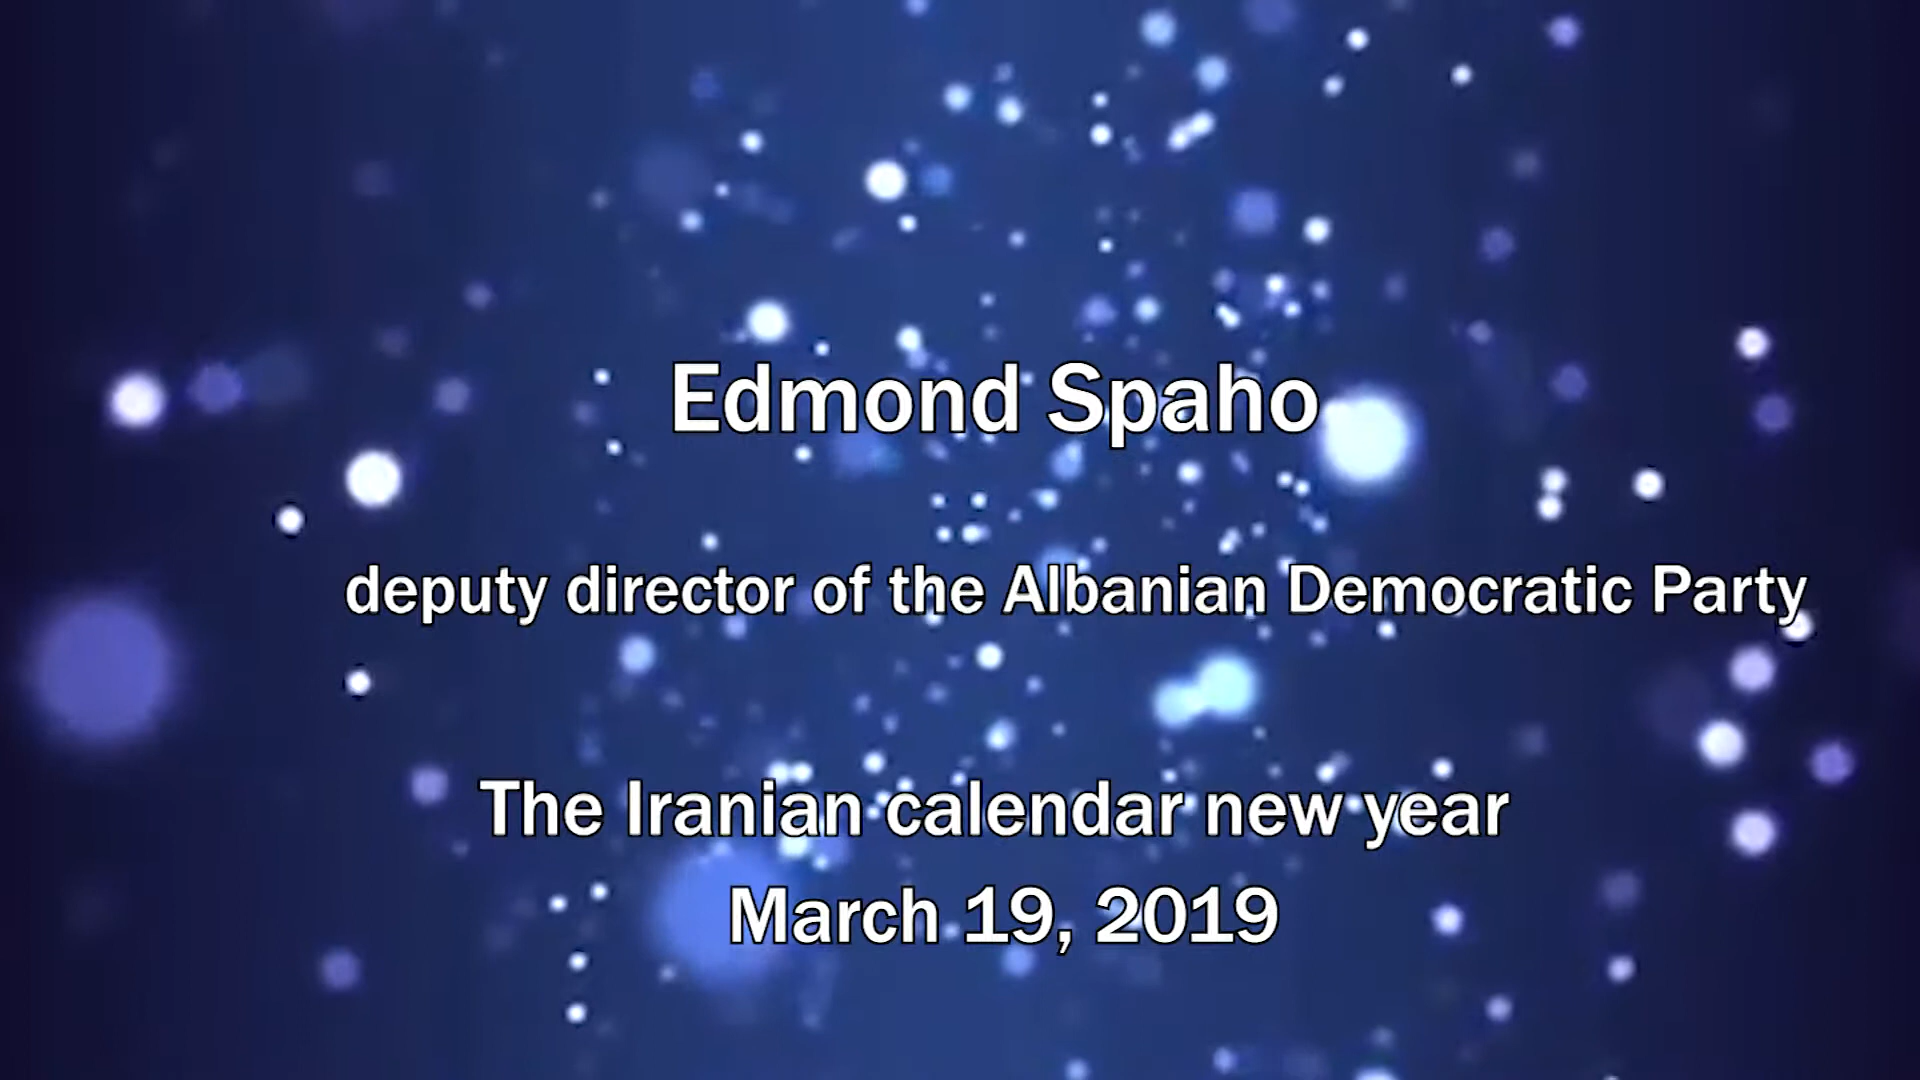 Edmond Spaho
deputy director of the Albanian Democratic Party
The Iranian calendar new year
March 19, 2019